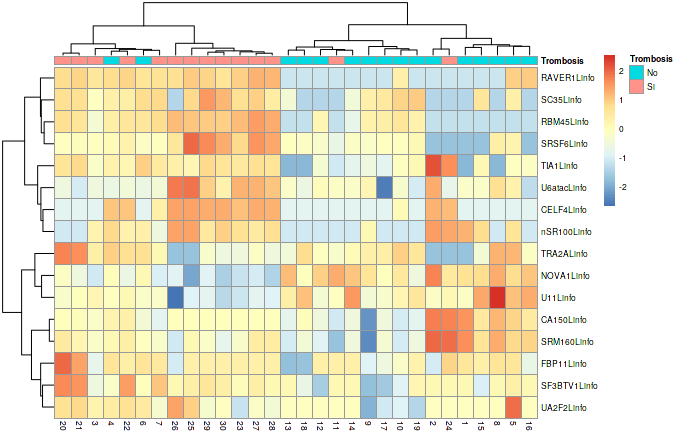 Trombosis
RAVER1Linfo
SC35Linfo
RBM45Linfo
SRSF6Linfo
TIA1Linfo
U6atacLinfo
CELF4Linfo
nSR100Linfo
TRA2ALinfo
NOVA1Linfo
U11Linfo
CA150Linfo
SRM160Linfo
FBP11Linfo
SF3BTV1Linfo
UA2F2Linfo
20 21 3 4 22 6 7 26 25 29 30 23 27 28 13 18 12 11 14 9 17 10 19 2 24 1 15 8 5 16
2
1
0
-1
-2
Trombosis
No
Si